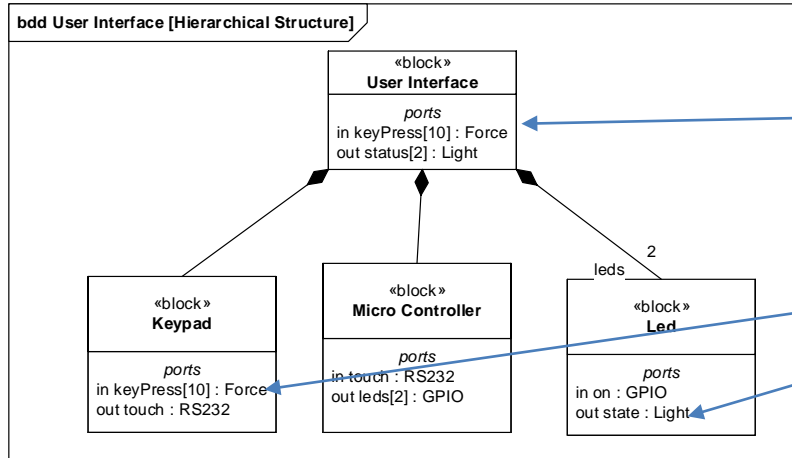 bdd User Interface [Hierarchical Structure]
«block»
User Interface
ports
in keyPress[10] : Force
out status[2] : Light
2
leds
«block»
Keypad
ports
in keyPress[10] : Force
out touch : RS232
«block»
Micro Controller
ports
in touch : RS232
out leds[2] : GPIO
«block»
Led
ports
in on : GPIO
out state : Light